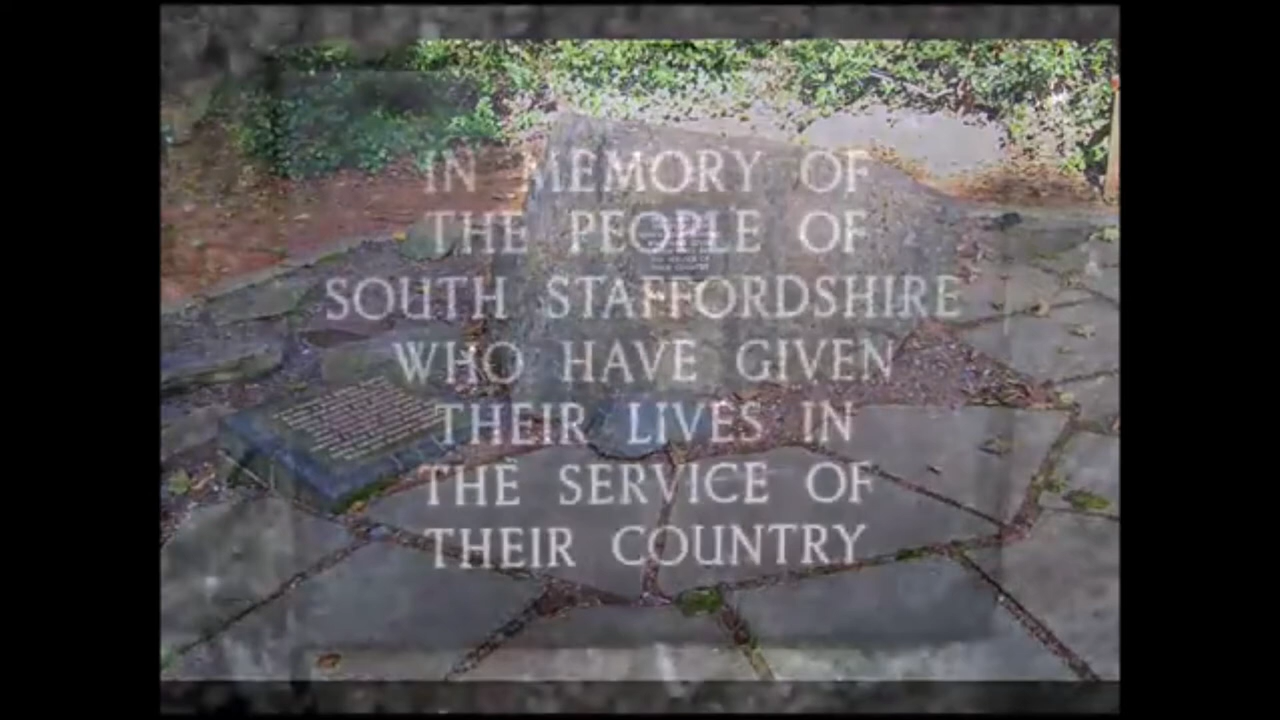 IN MEMORY OF
THE PEOPLE OF
SOUTH STAFFORDSHIRE
WHO HAVE GIVEN
THEIR LIVES IN
THE SERVICE OF
THEIR COUNTRY